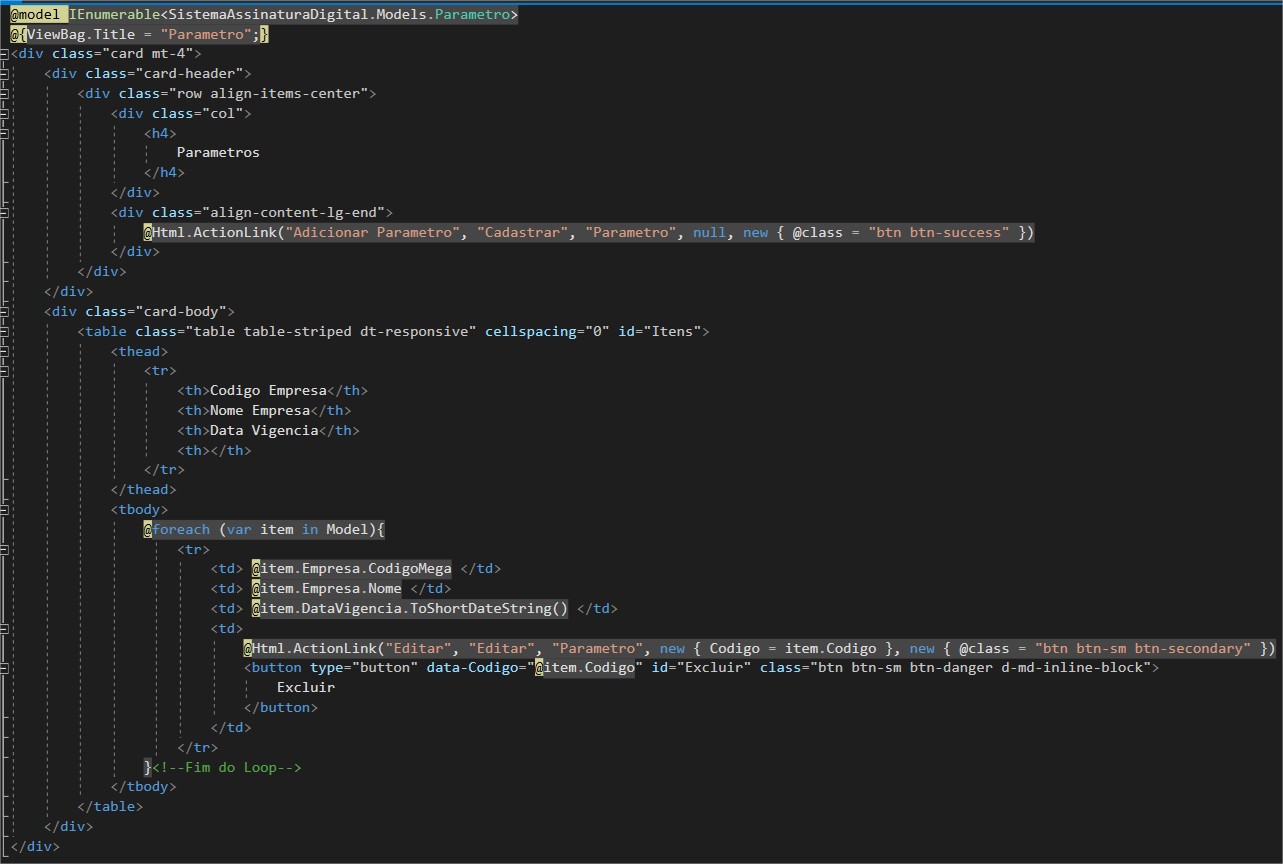 @model IEnumerable<SistemaAssinaturaDigital.Models.Parametro>
@{ViewBag.Title = "Parametro";}
<div class="card mt-4">
    <div class="card-header">
        <div class="row align-items-center">
            <div class="col">
                <h4>
                    Parametros
                </h4>
            </div>
            <div class="align-content-lg-end">
                @Html.ActionLink("Adicionar Parametro", "Cadastrar", "Parametro", null, new { @class = "btn btn-success" })
            </div>
        </div>
    </div>
    <div class="card-body">
        <table class="table table-striped dt-responsive" cellspacing="0" id="Itens">
            <thead>
                <tr>
                    <th>Codigo Empresa</th>
                    <th>Nome Empresa</th>
                    <th>Data Vigencia</th>
                    <th></th>
                </tr>
            </thead>
            <tbody>
                @foreach (var item in Model){
                    <tr>
                        <td> @item.Empresa.CodigoMega </td>
                        <td> @item.Empresa.Nome </td>
                        <td> @item.DataVigencia.ToShortDateString() </td>
                        <td>
                            @Html.ActionLink("Editar", "Editar", "Parametro", new { Codigo = item.Codigo }, new { @class = "btn btn-sm btn-secondary" })
                            <button type="button" data-Codigo="@item.Codigo" id="Excluir" class="btn btn-sm btn-danger d-md-inline-block">
                                Excluir
                            </button>
                        </td>
                    </tr>
                }<!--Fim do Loop-->
            </tbody>
        </table>
    </div>
</div>